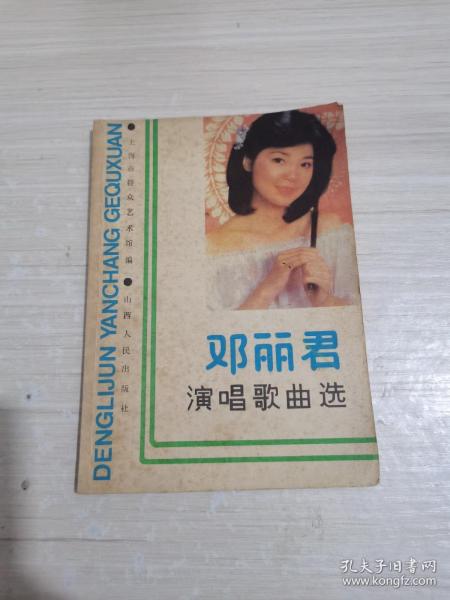 DENGLIJUN YANCHANG GEQUXUAN
●上海市群众艺术馆编●山西人民出版社
邓丽君
演唱歌曲选
孔夫子旧书网
www.kongfz.com